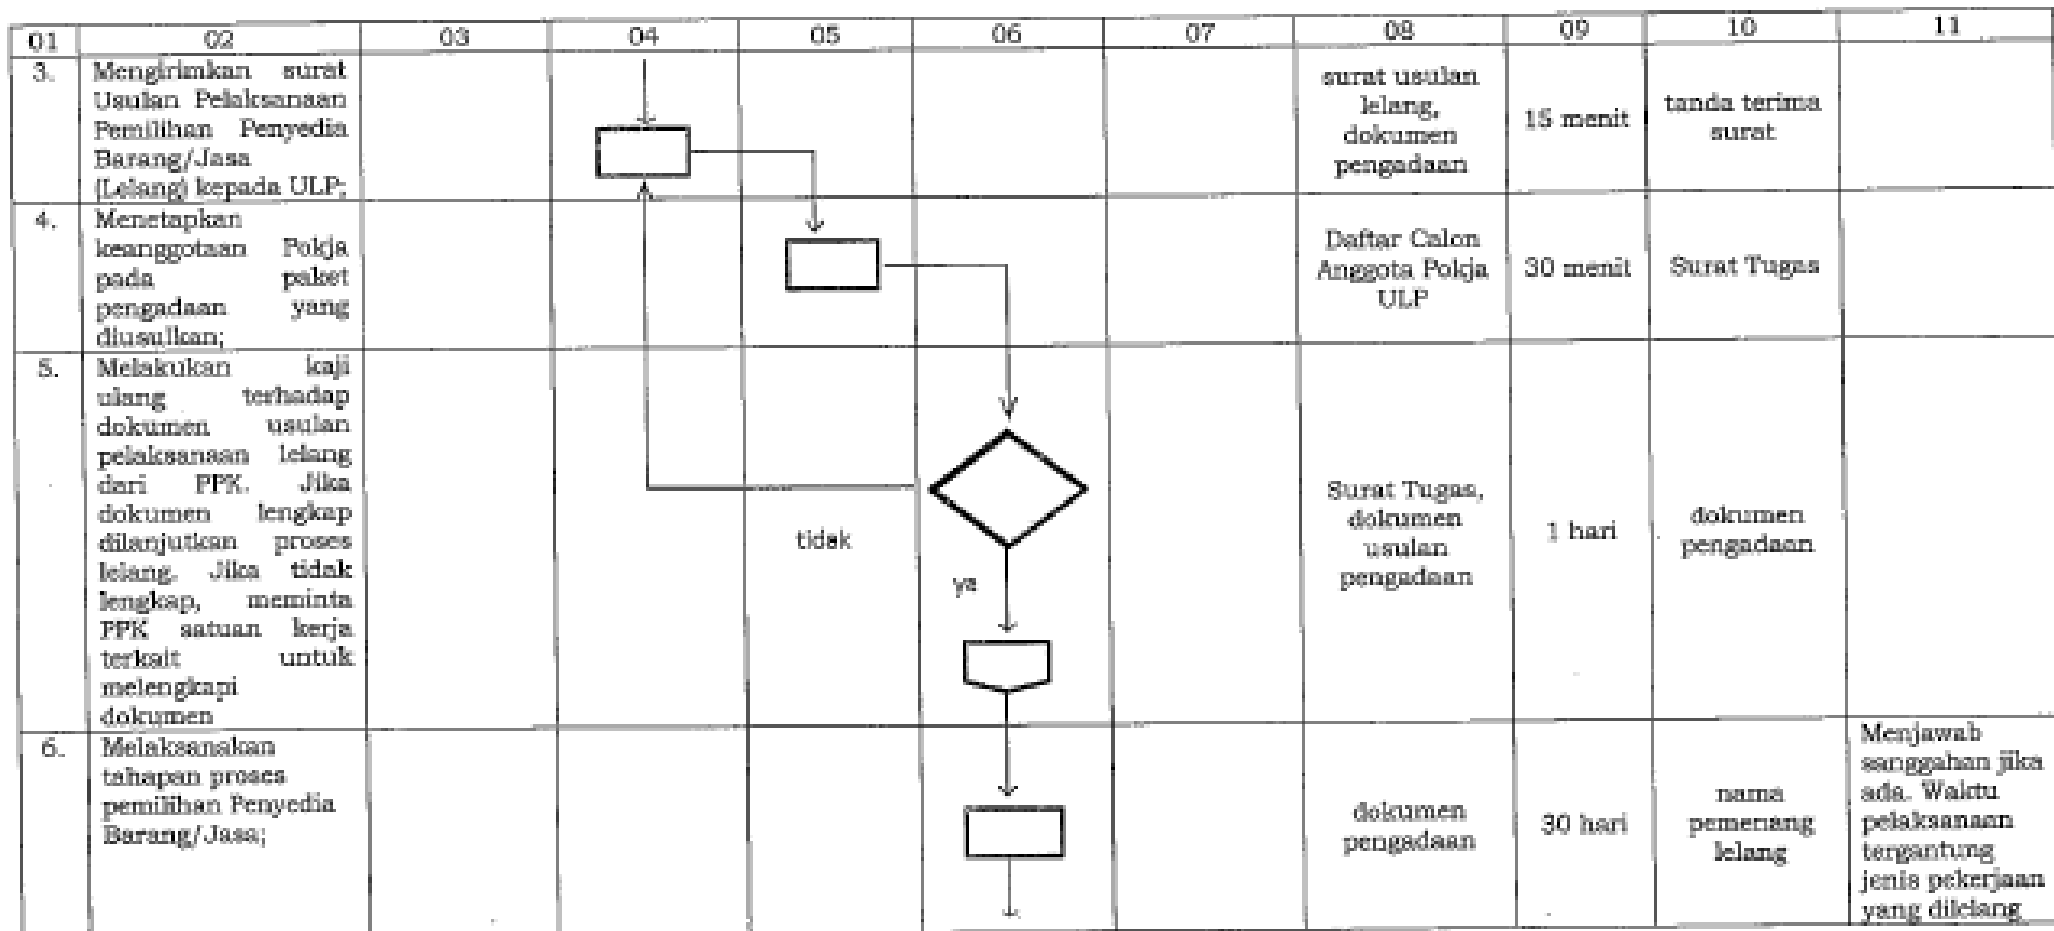 01 02 03 04 05 06 07 08 09 10 11
3.
Mengirimkan surat
Usulan Pelaksanaan
Pemilihan Penyedia
Barang/Jasa
(Lelang) kepada ULP;
surat usulan
lelang,
dokumen
pengadaan
15 menit
tanda terima
surat
4.
Menetapkan
keanggotaan Pokja
pada paket
pengadaan yang
diusulkan;
Daftar Calon
Anggota Pokja
ULP
30 menit
Surat Tugas
5.
Melakukan kaji
ulang terhadap
dokumen usulan
pelaksanaan lelang
dari PPK. Jika
dokumen lengkap
dilanjutkan proses
lelang. Jika tidak
lengkap, meminta
PPK satuan kerja
terkait untuk
melengkapi
dokumen
tidak
ya
Surat Tugas,
dokumen
usulan
pengadaan
1 hari
dokumen
pengadaan
6.
Melaksanakan
tahapan proses
pemilihan Penyedia
Barang/Jasa;
dokumen
pengadaan
30 hari
nama
pemenang
lelang
Menjawab
sanggahan jika
ada. Waktu
pelaksanaan
tergantung
jenis pekerjaan
yang dilelang